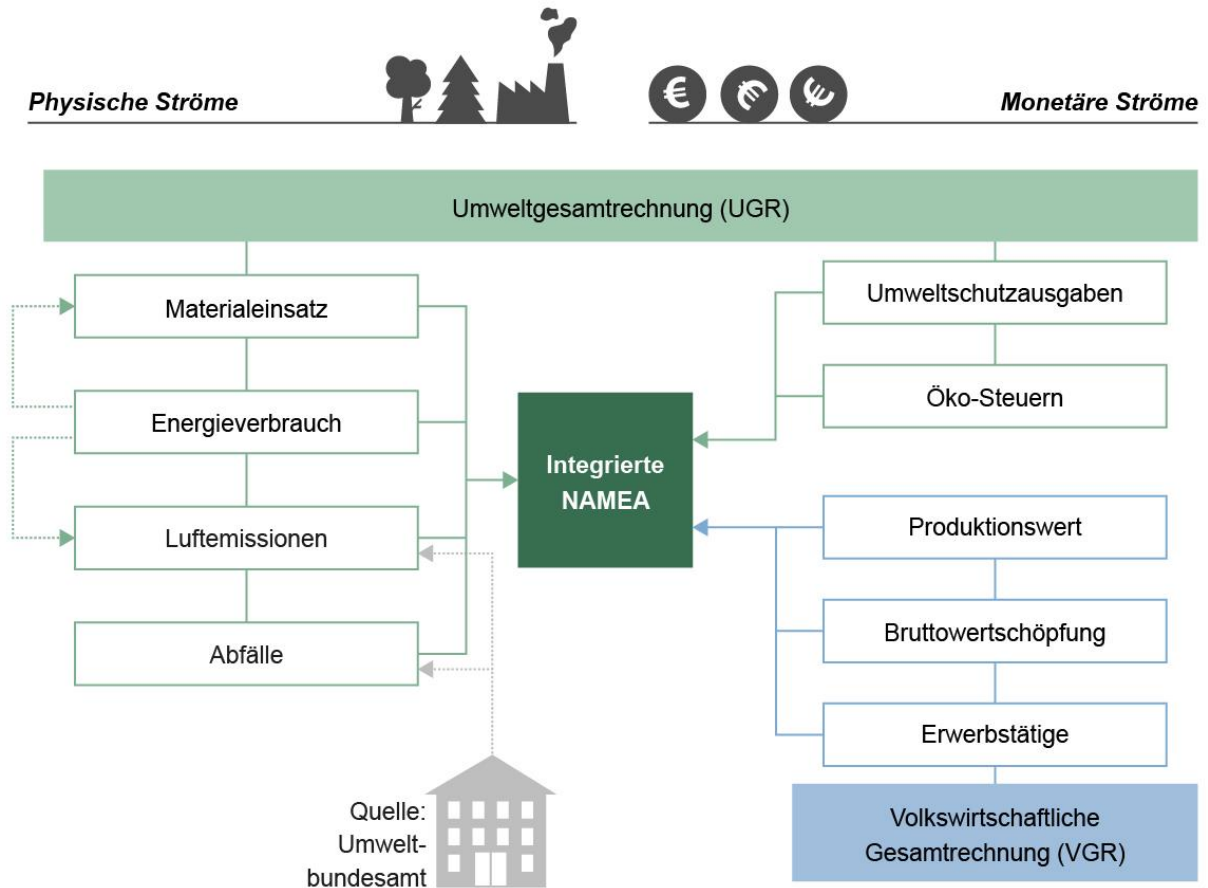 Physische Ströme
€ € €
Monetäre Ströme
Umweltgesamtrechnung (UGR)
Materialeinsatz
Energieverbrauch
Luftemissionen
Abfälle
Integrierte
NAMEA
Umweltschutzausgaben
Öko-Steuern
Produktionswert
Bruttowertschöpfung
Erwerbstätige
Volkswirtschaftliche
Gesamtrechnung (VGR)
Quelle:
Umwelt-
bundesamt